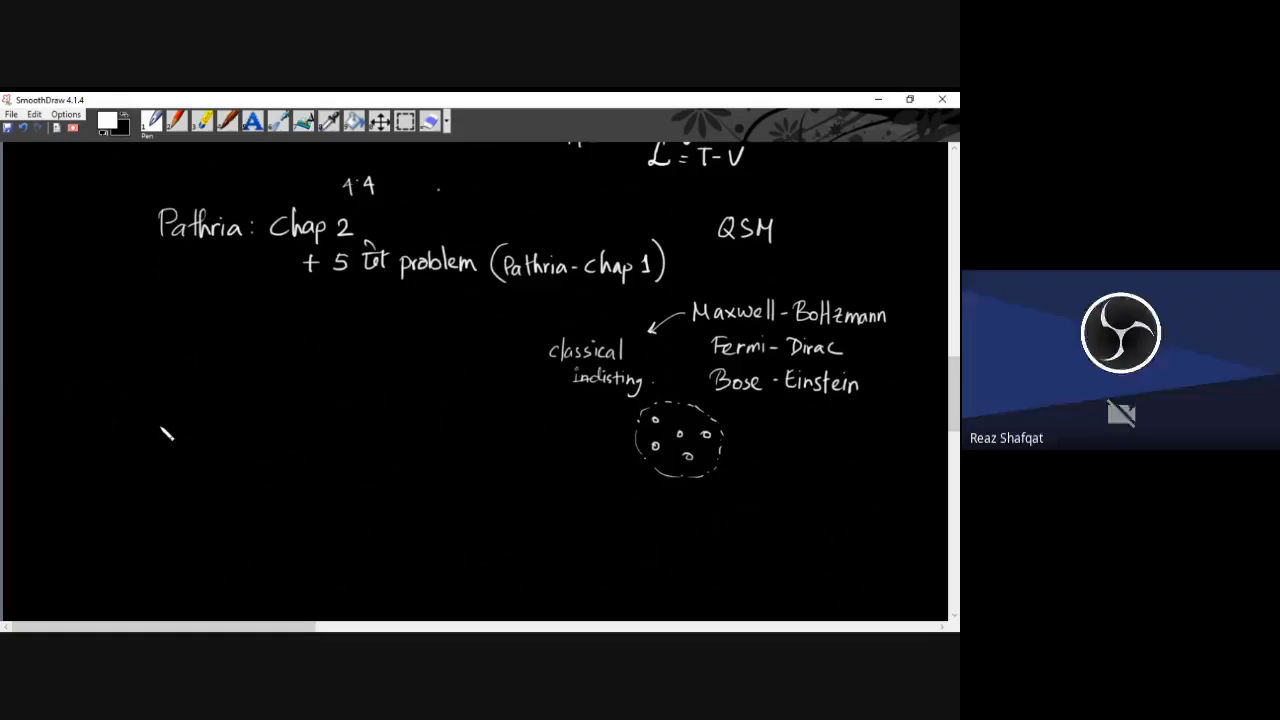 SmoothDraw 4.1.4
File Edit Options
Pen
L = T - V
4.4
Pathria: Chap 2
QSM
+ 5 টা problem (Pathria - chap 1)
Maxwell - Boltzmann
classical
Fermi - Dirac
indisting.
Bose - Einstein
Reaz Shafqat